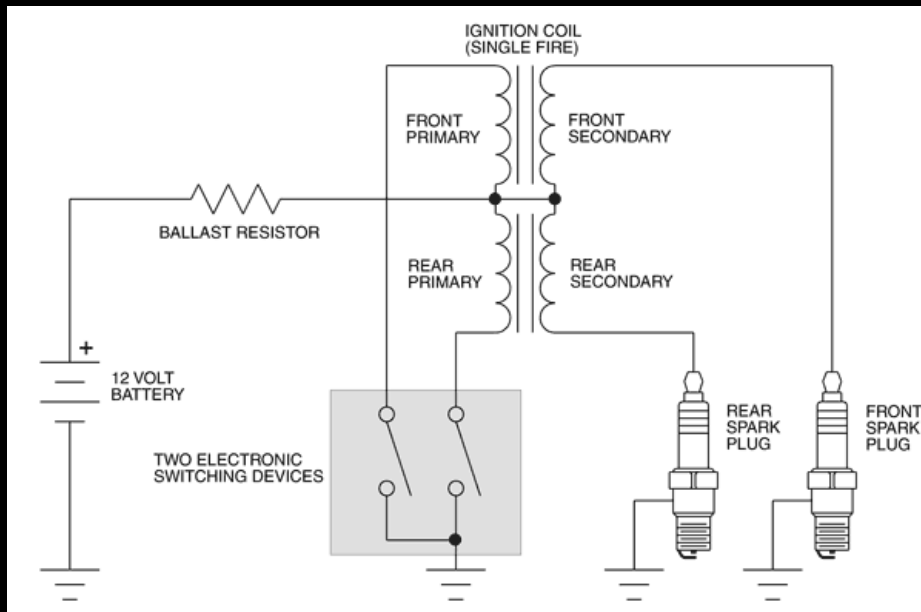 IGNITION COIL
(SINGLE FIRE)
FRONT
PRIMARY
FRONT
SECONDARY
BALLAST RESISTOR
REAR
PRIMARY
REAR
SECONDARY
+
12 VOLT
BATTERY
TWO ELECTRONIC
SWITCHING DEVICES
REAR
SPARK
PLUG
FRONT
SPARK
PLUG